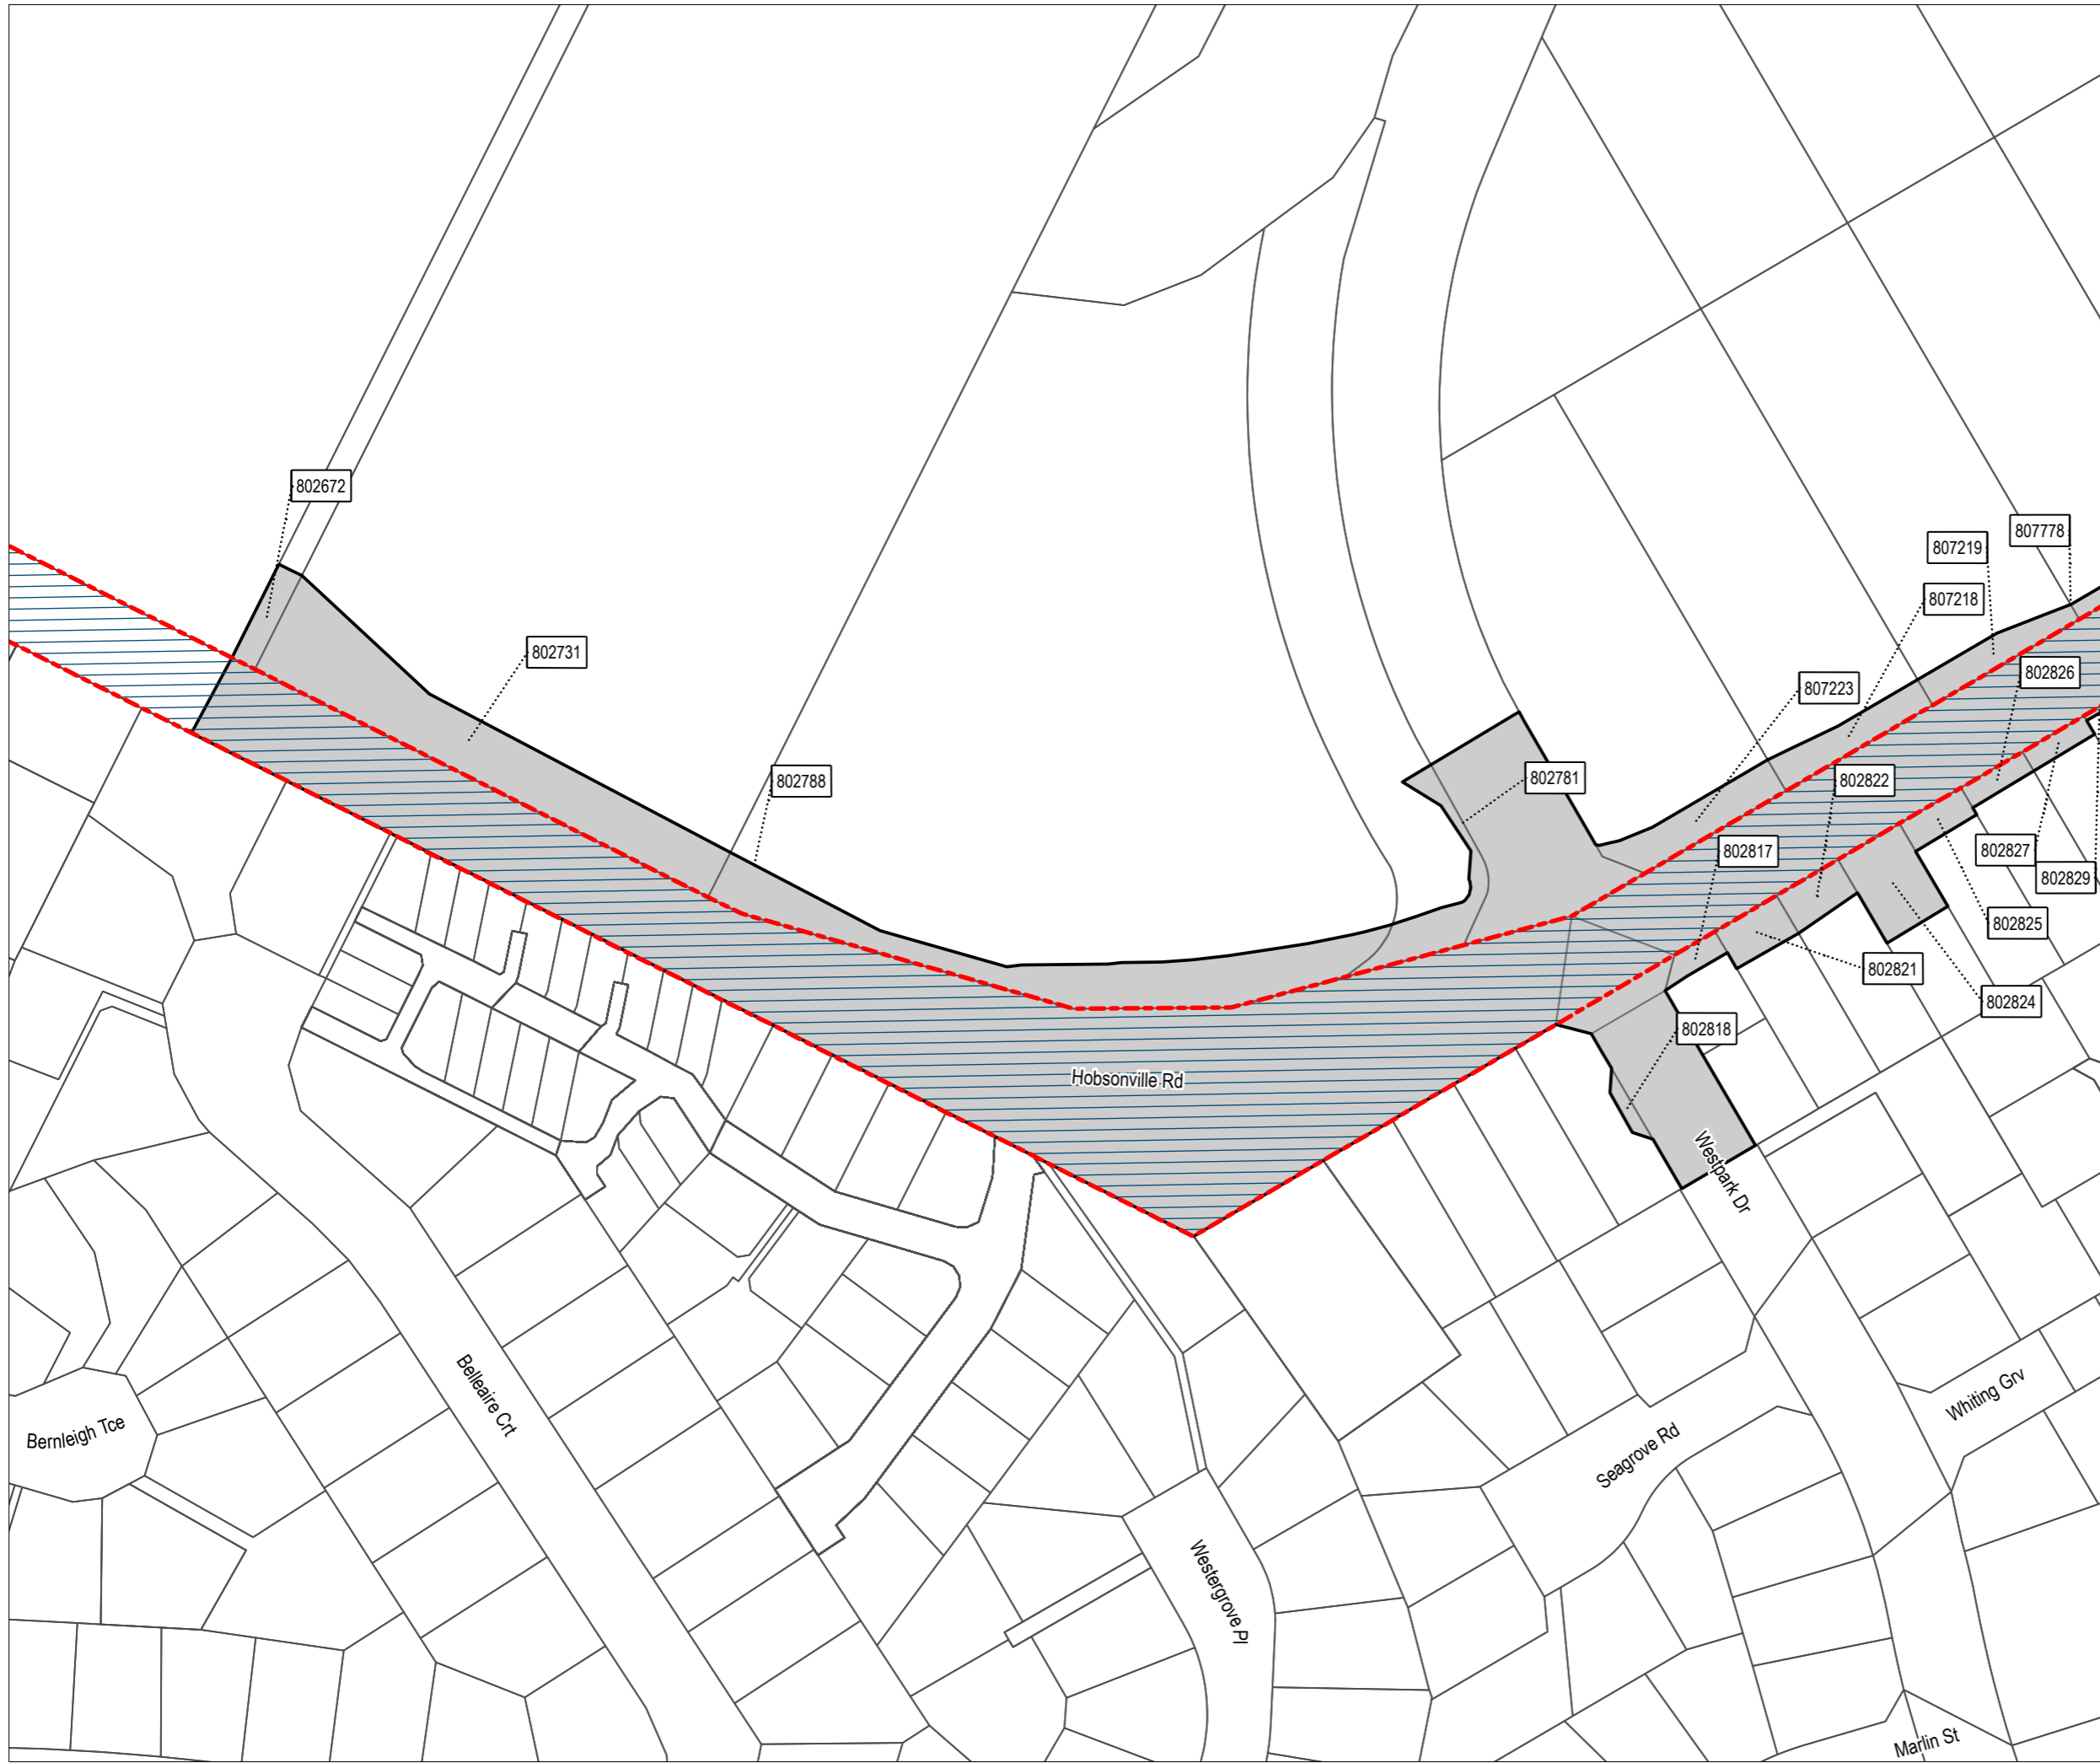 802672
807778
807219
807218
802731
802826
807223
802788
802781
802822
802817
802827
802829
802825
802821
802824
802818
Hobsonville Rd
Westpark Dr
Belleaire Crt
Whiting Grv
Bernleigh Tce
Seagrove Rd
Westergrove Pl
Marlin St